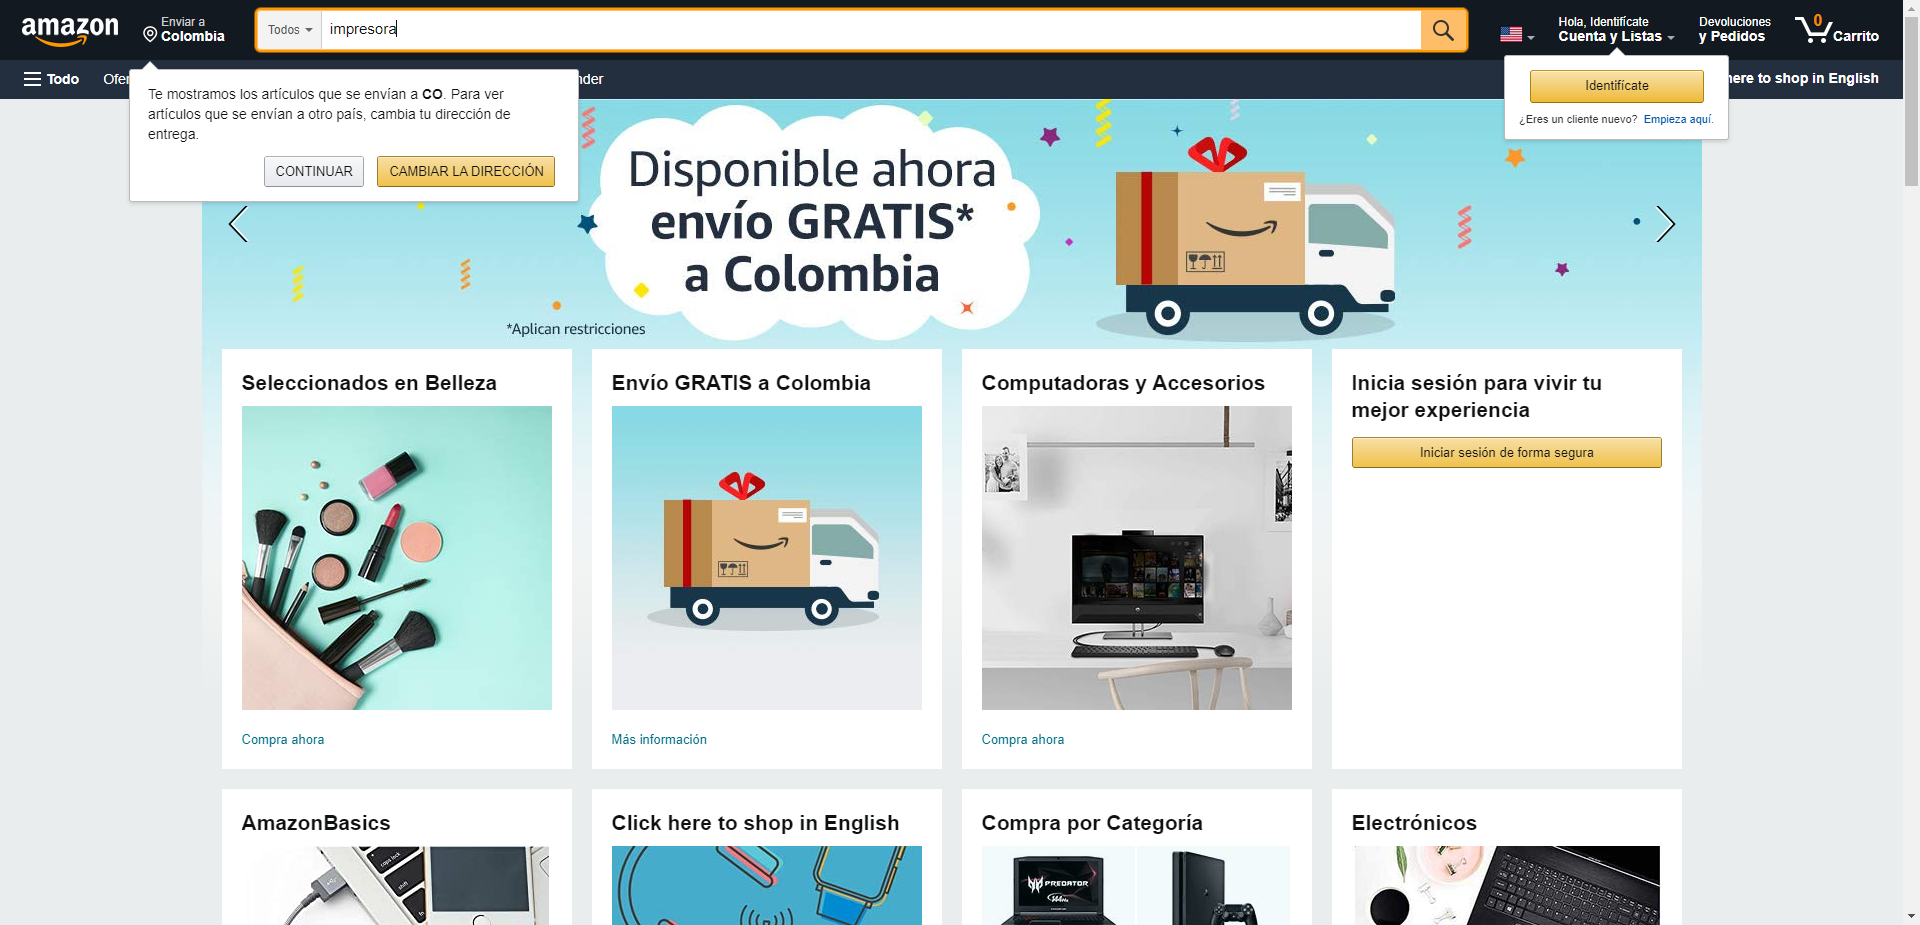 amazon
Enviar a
Colombia
Todos
impresora
Hola, Identifícate
Cuenta y Listas
Devoluciones
y Pedidos
0
Carrito
Todo
Ofer
nder
here to shop in English
Te mostramos los artículos que se envían a CO. Para ver
artículos que se envían a otro país, cambia tu dirección de
entrega.
CONTINUAR
CAMBIAR LA DIRECCIÓN
Identifícate
¿Eres un cliente nuevo? Empieza aquí.
Disponible ahora
envío GRATIS*
a Colombia
*Aplican restricciones
Seleccionados en Belleza
Compra ahora
Envío GRATIS a Colombia
Más información
Computadoras y Accesorios
Compra ahora
Inicia sesión para vivir tu
mejor experiencia
Iniciar sesión de forma segura
AmazonBasics
caps lock
shift
fn
Click here to shop in English
Compra por Categoría
PREDATOR
Electrónicos